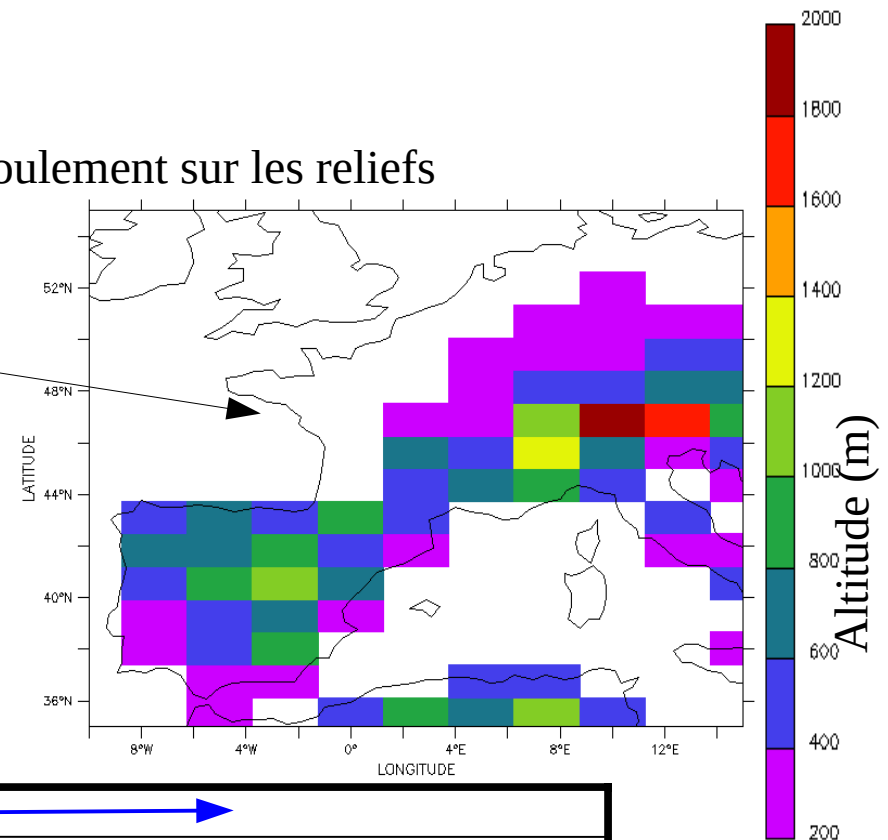 oulement sur les reliefs
2000
1800
1600
1400
1200
1000
800
600
400
200
Altitude (m)
52°N
48°N
44°N
40°N
36°N
LATITUDE
8°W 4°W 0° 4°E 8°E 12°E
LONGITUDE